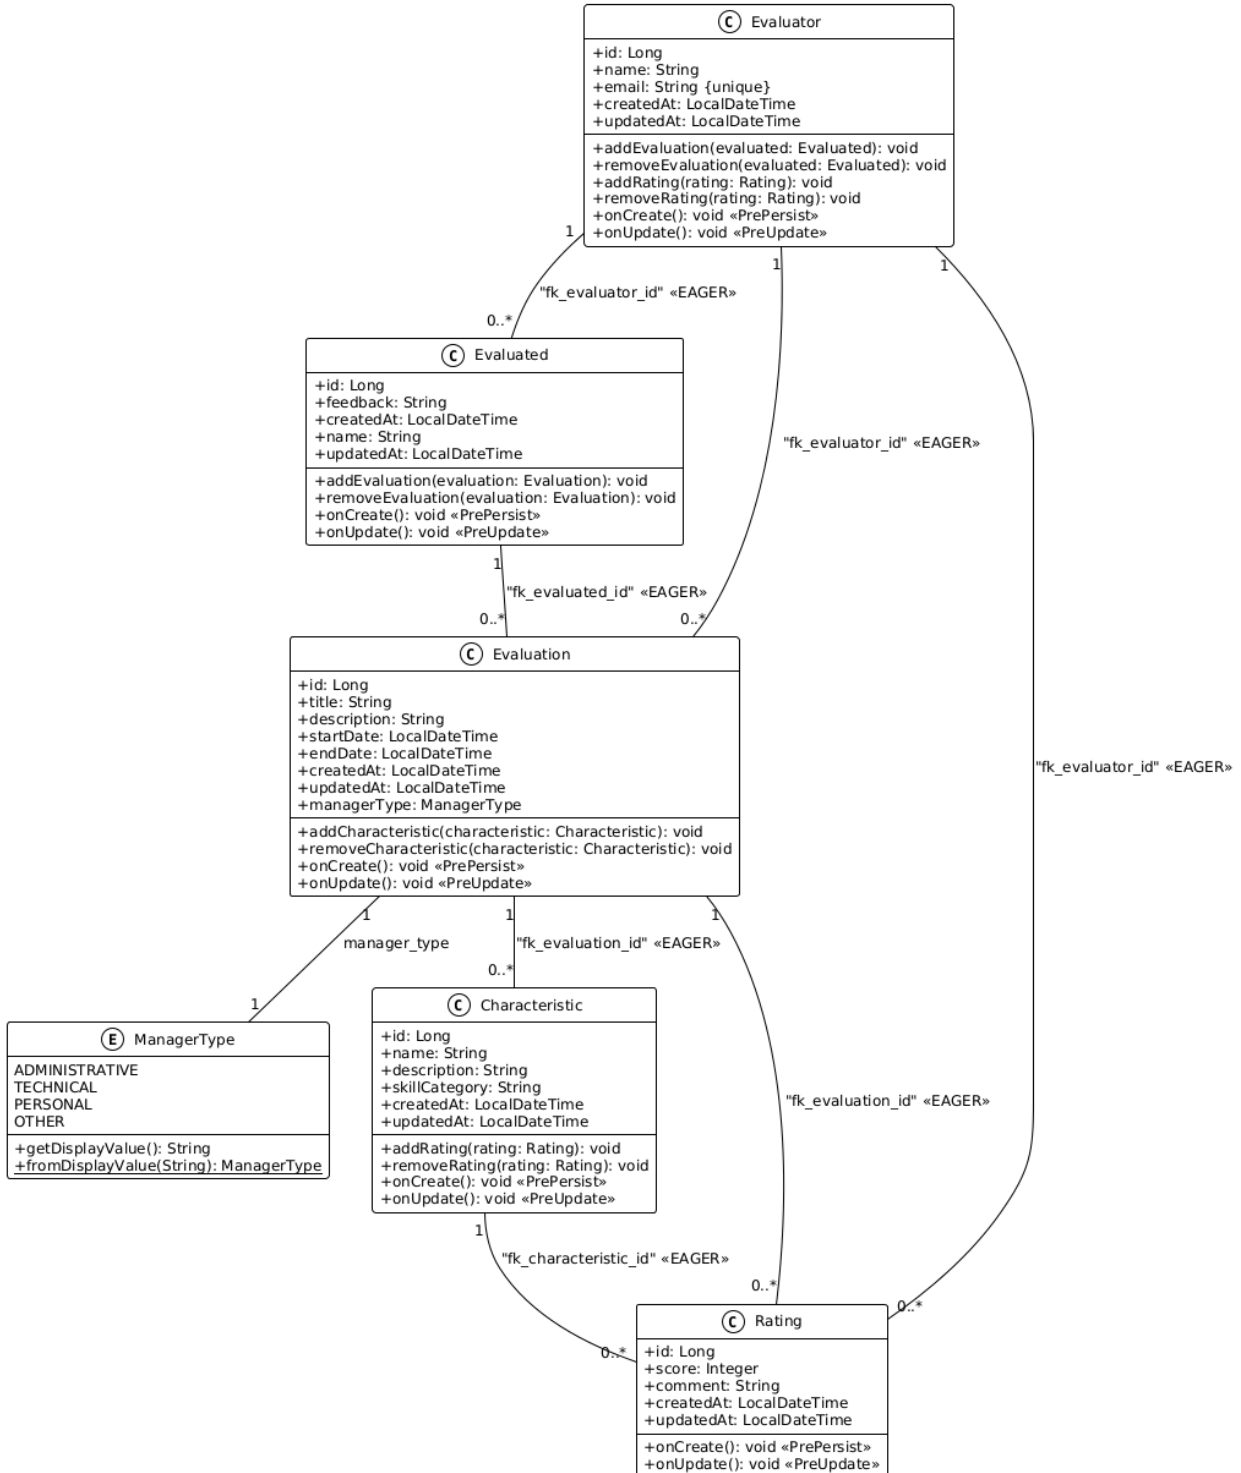 C Evaluator
+id: Long
+name: String
+email: String {unique}
+createdAt: LocalDateTime
+updatedAt: LocalDateTime
+addEvaluation(evaluated: Evaluated): void
+removeEvaluation(evaluated: Evaluated): void
+addRating(rating: Rating): void
+removeRating(rating: Rating): void
+onCreate(): void «PrePersist»
+onUpdate(): void «PreUpdate»
1
1
1
"fk_evaluator_id" «EAGER»
0..*
C Evaluated
+id: Long
+feedback: String
+createdAt: LocalDateTime
+name: String
+updatedAt: LocalDateTime
+addEvaluation(evaluation: Evaluation): void
+removeEvaluation(evaluation: Evaluation): void
+onCreate(): void «PrePersist»
+onUpdate(): void «PreUpdate»
"fk_evaluator_id" «EAGER»
1
"fk_evaluated_id" «EAGER»
0..*
0..*
C Evaluation
+id: Long
+title: String
+description: String
+startDate: LocalDateTime
+endDate: LocalDateTime
+createdAt: LocalDateTime
+updatedAt: LocalDateTime
+managerType: ManagerType
+addCharacteristic(characteristic: Characteristic): void
+removeCharacteristic(characteristic: Characteristic): void
+onCreate(): void «PrePersist»
+onUpdate(): void «PreUpdate»
"fk_evaluator_id" «EAGER»
1
1
1
manager_type
"fk_evaluation_id" «EAGER»
0..*
1
E ManagerType
ADMINISTRATIVE
TECHNICAL
PERSONAL
OTHER
+getDisplayValue(): String
+fromDisplayValue(String): ManagerType
C Characteristic
+id: Long
+name: String
+description: String
+skillCategory: String
+createdAt: LocalDateTime
+updatedAt: LocalDateTime
+addRating(rating: Rating): void
+removeRating(rating: Rating): void
+onCreate(): void «PrePersist»
+onUpdate(): void «PreUpdate»
"fk_evaluation_id" «EAGER»
1
"fk_characteristic_id" «EAGER»
0..*
0..*
0..*
C Rating
+id: Long
+score: Integer
+comment: String
+createdAt: LocalDateTime
+updatedAt: LocalDateTime
+onCreate(): void «PrePersist»
+onUpdate(): void «PreUpdate»